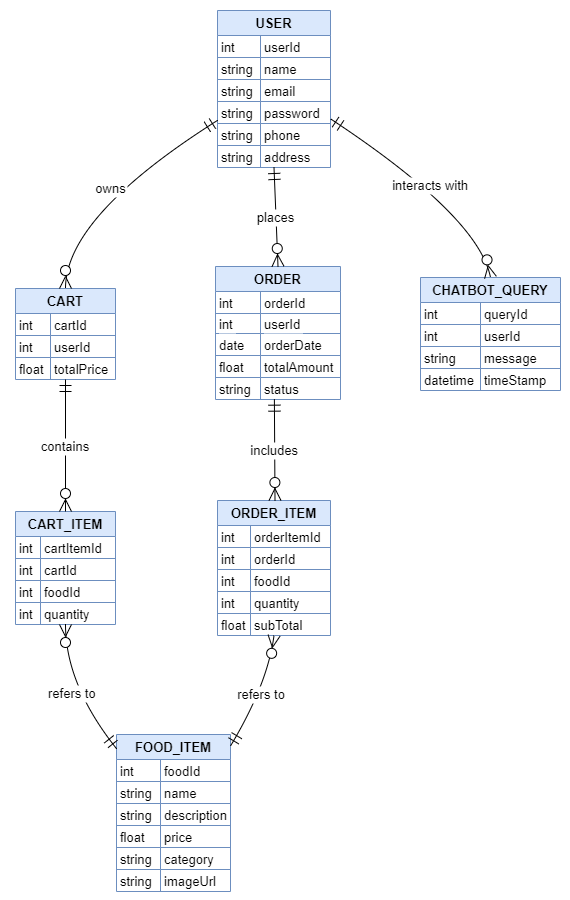 USER
int userId
string name
string email
string password
string phone
string address
owns
places
interacts with
CART
int cartId
int userId
float totalPrice
ORDER
int orderId
int userId
date orderDate
float totalAmount
string status
CHATBOT_QUERY
int queryId
int userId
string message
datetime timeStamp
contains
includes
CART_ITEM
int cartItemId
int cartId
int foodId
int quantity
ORDER_ITEM
int orderItemId
int orderId
int foodId
int quantity
float subTotal
refers to
refers to
FOOD_ITEM
int foodId
string name
string description
float price
string category
string imageUrl